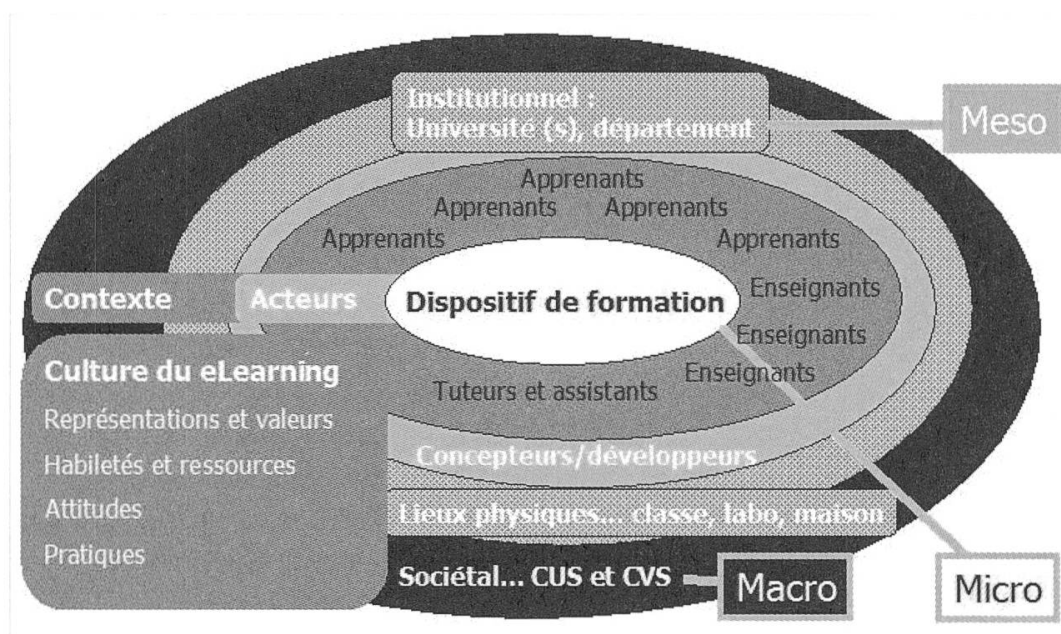 Institutionnel :
Université (s), département
Meso
Apprenants
Apprenants Apprenants
Apprenants Apprenants
Contexte Acteurs Dispositif de formation Enseignants
Enseignants
Enseignants
Tuteurs et assistants
Culture du eLearning
Représentations et valeurs
Habiletés et ressources
Attitudes
Pratiques
Concepteurs/développeurs
Lieux physiques... classe, labo, maison
Sociétal... CUS et CVS
Macro
Micro